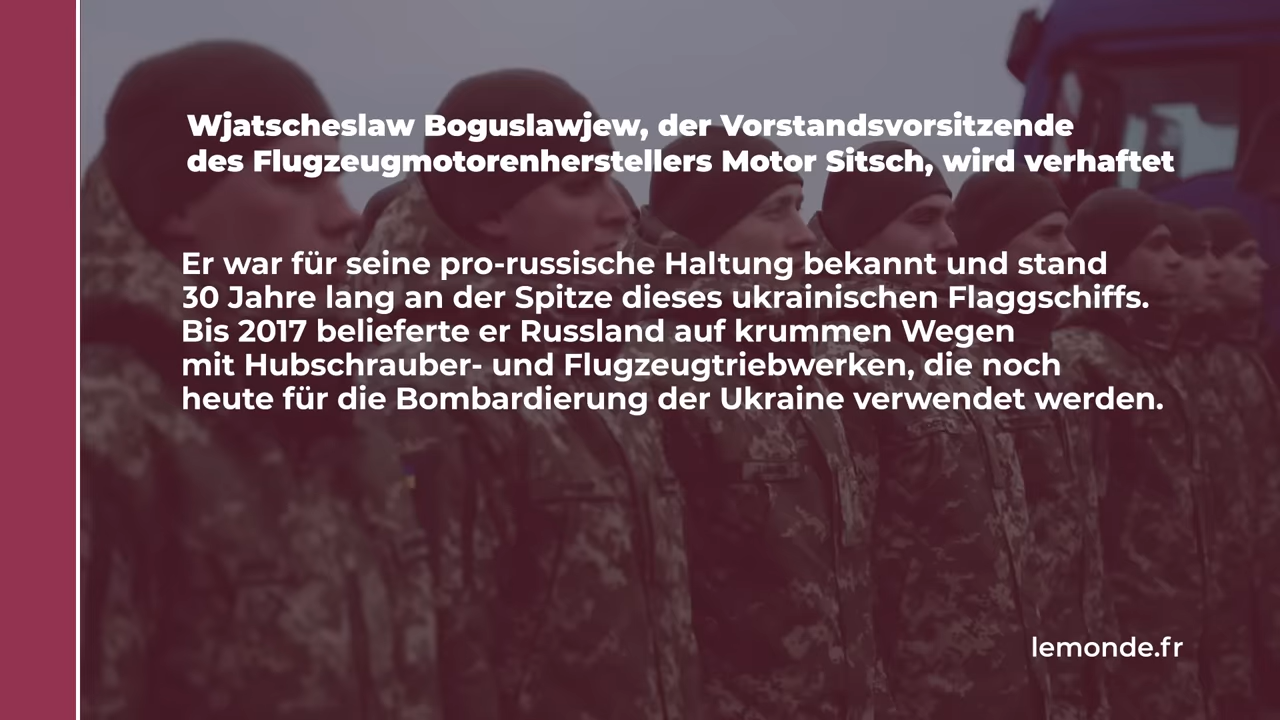 Wjatscheslaw Boguslawjew, der Vorstandsvorsitzende
des Flugzeugmotorenherstellers Motor Sitsch, wird verhaftet
Er war für seine pro-russische Haltung bekannt und stand
30 Jahre lang an der Spitze dieses ukrainischen Flaggschiffs.
Bis 2017 belieferte er Russland auf krummen Wegen
mit Hubschrauber- und Flugzeugtriebwerken, die noch
heute für die Bombardierung der Ukraine verwendet werden.
lemonde.fr